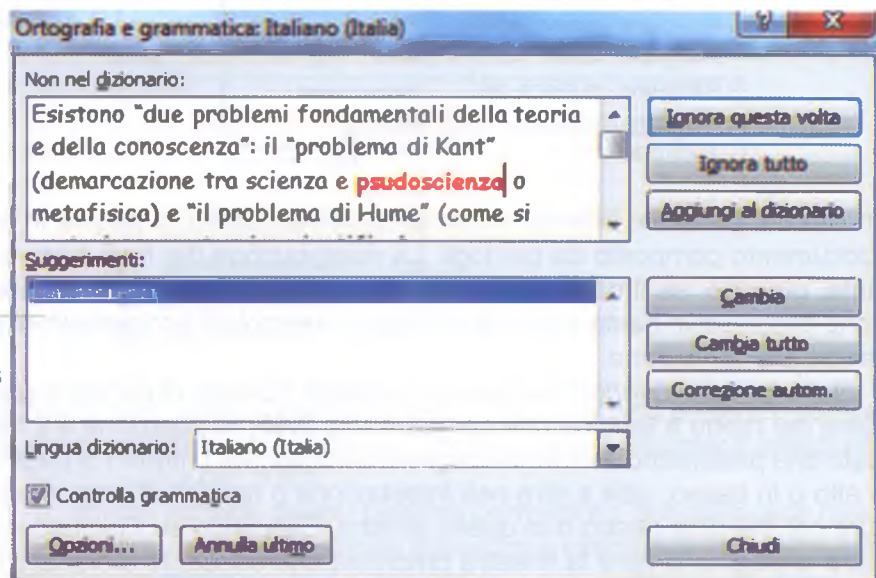 Ortografia e grammatica: Italiano (Italia)
Non nel dizionario:
Esistono "due problemi fondamentali della teoria
e della conoscenza": il "problema di Kant"
(demarcazione tra scienza e psudoscienza o
metafisica) e "il problema di Hume" (come si
Ignora questa volta
Ignora tutto
Aggiungi al dizionario
Suggerimenti:
Cambia
Cambia tutto
Correzione autom.
Lingua dizionario: Italiano (Italia)
Controlla grammatica
Opzioni... Annulla ultimo Chiudi